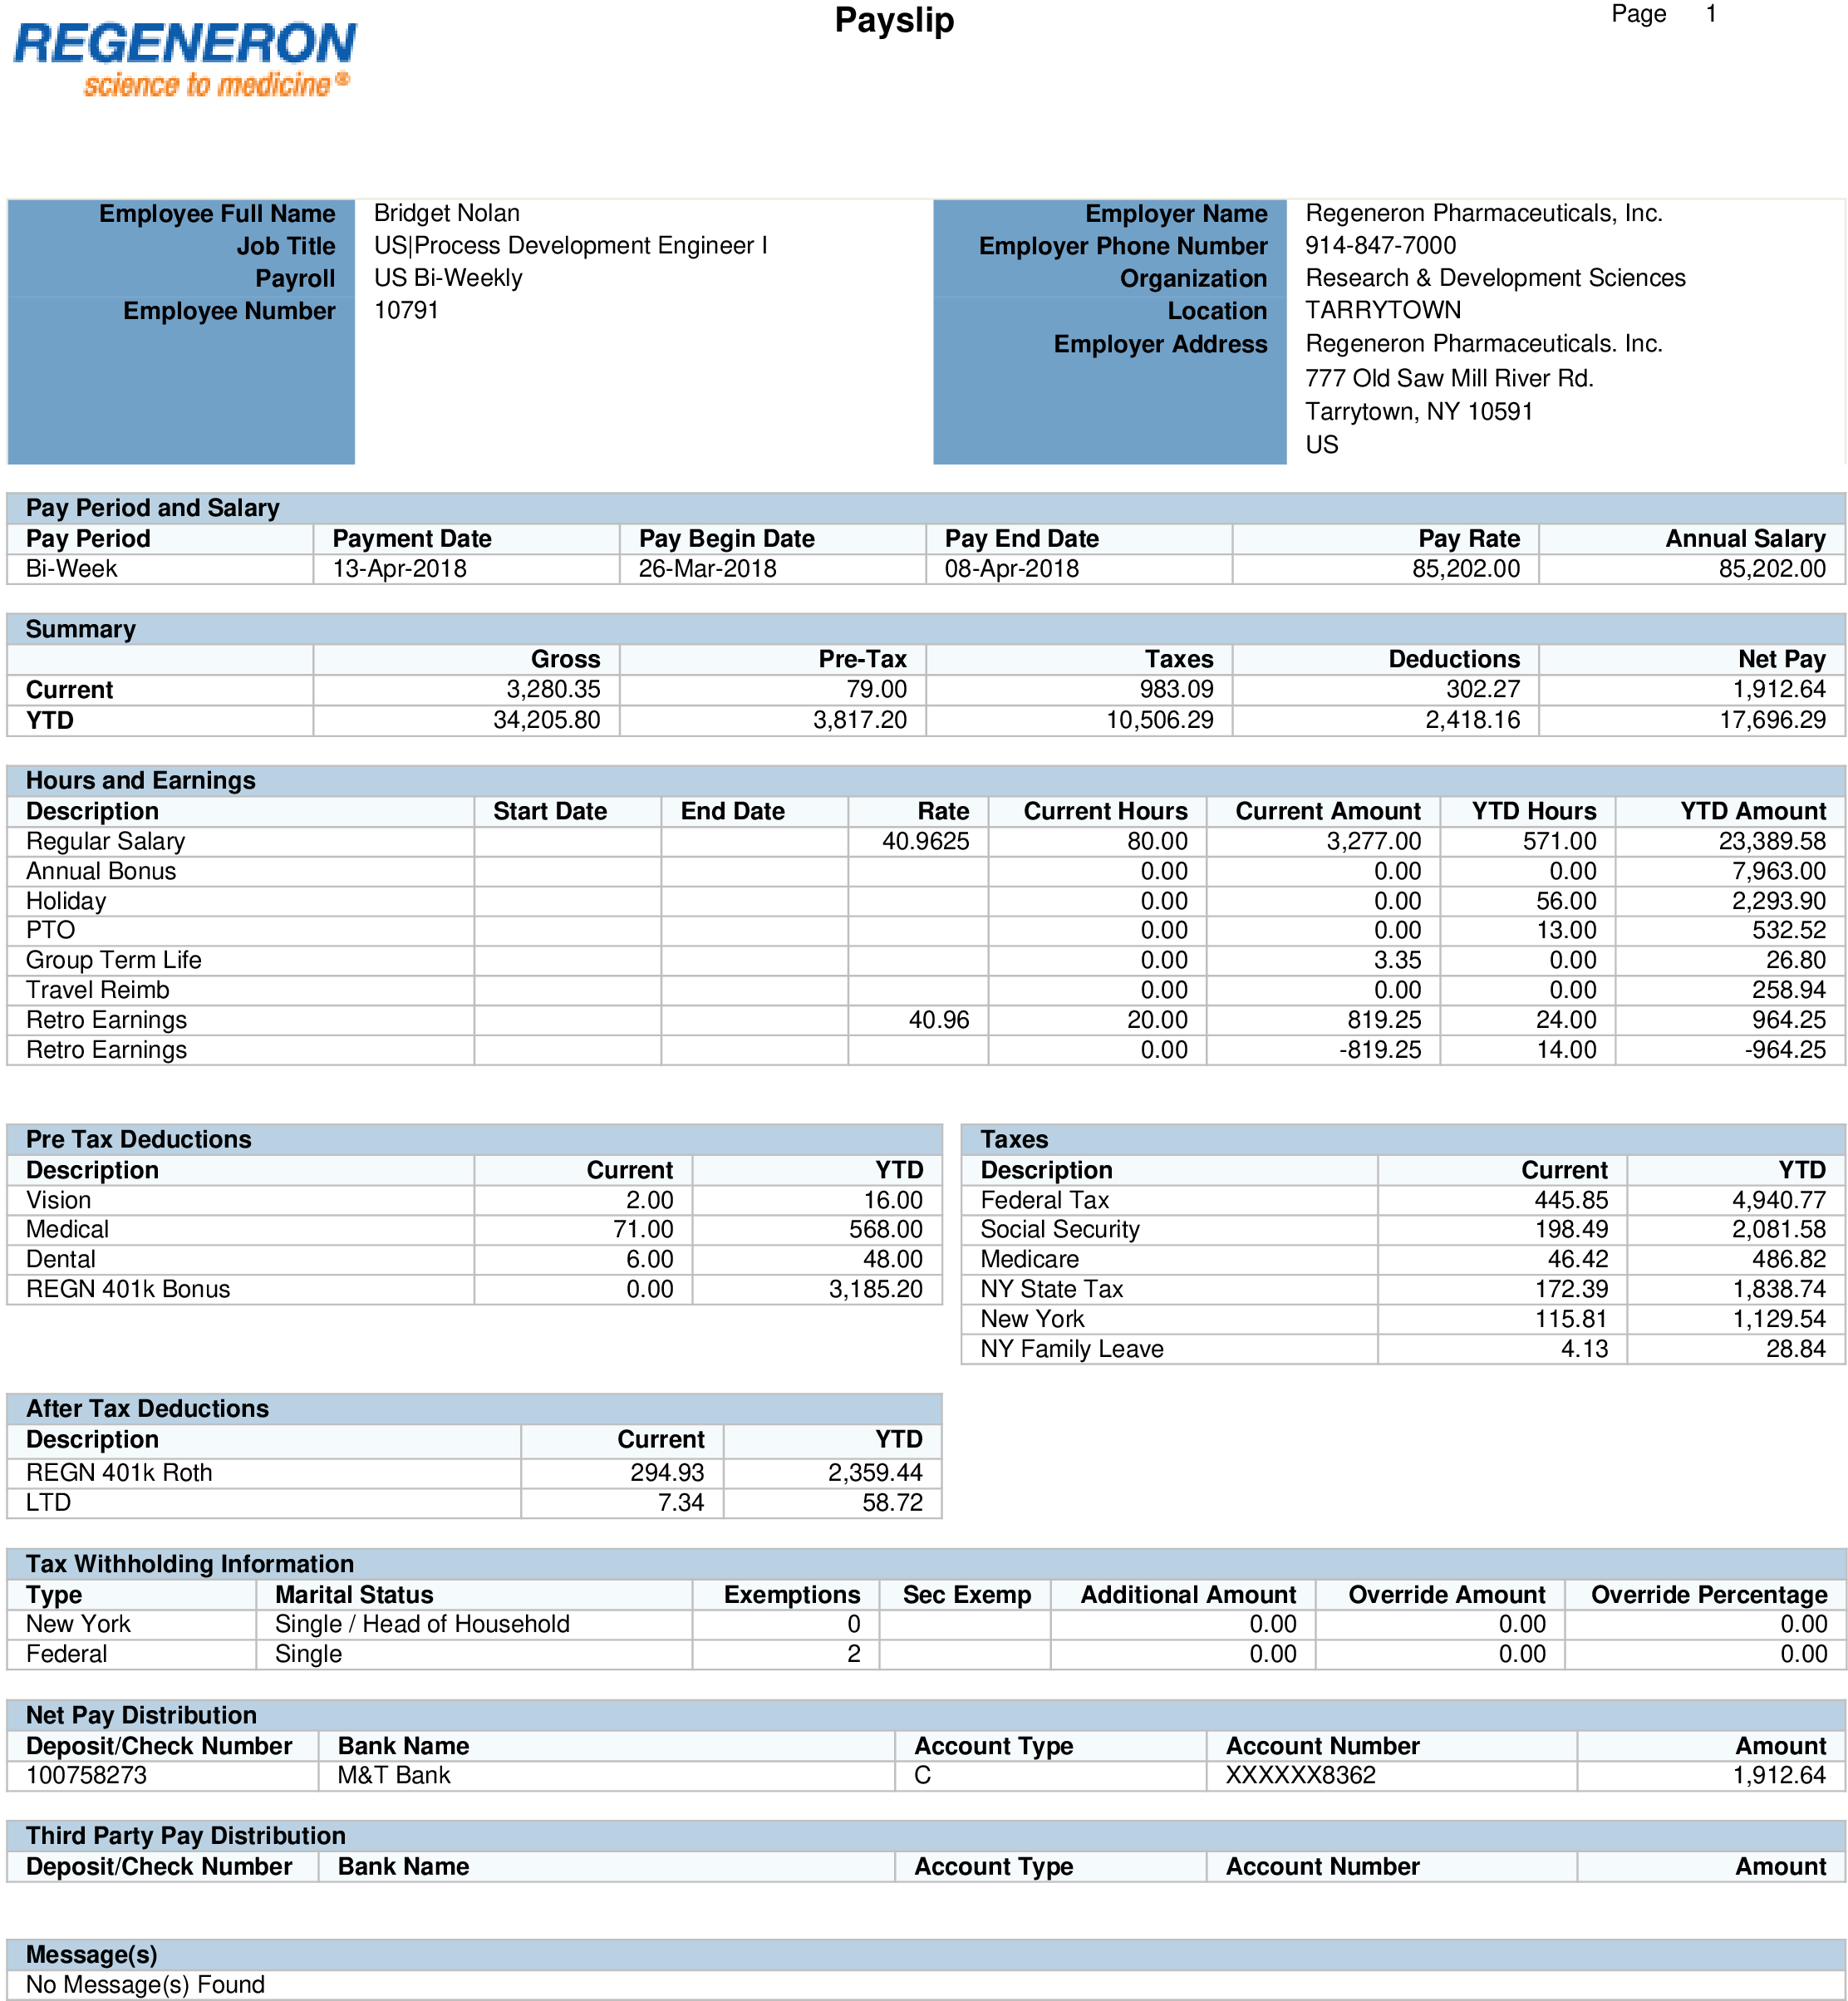 Payslip
Page 1
REGENERON
science to medicine®
Employee Full Name Bridget Nolan Employer Name Regeneron Pharmaceuticals, Inc.
Job Title US|Process Development Engineer I Employer Phone Number 914-847-7000
Payroll US Bi-Weekly Organization Research & Development Sciences
Employee Number 10791 Location TARRYTOWN
Employer Address Regeneron Pharmaceuticals. Inc.
777 Old Saw Mill River Rd.
Tarrytown, NY 10591
US
Pay Period and Salary
Pay Period Payment Date Pay Begin Date Pay End Date Pay Rate Annual Salary
Bi-Week 13-Apr-2018 26-Mar-2018 08-Apr-2018 85,202.00 85,202.00
Summary
Gross Pre-Tax Taxes Deductions Net Pay
Current 3,280.35 79.00 983.09 302.27 1,912.64
YTD 34,205.80 3,817.20 10,506.29 2,418.16 17,696.29
Hours and Earnings
Description Start Date End Date Rate Current Hours Current Amount YTD Hours YTD Amount
Regular Salary 40.9625 80.00 3,277.00 571.00 23,389.58
Annual Bonus 0.00 0.00 0.00 7,963.00
Holiday 0.00 0.00 56.00 2,293.90
PTO 0.00 0.00 13.00 532.52
Group Term Life 0.00 3.35 0.00 26.80
Travel Reimb 0.00 0.00 0.00 258.94
Retro Earnings 40.96 20.00 819.25 24.00 964.25
Retro Earnings 0.00 -819.25 14.00 -964.25
Pre Tax Deductions
Description Current YTD
Vision 2.00 16.00
Medical 71.00 568.00
Dental 6.00 48.00
REGN 401k Bonus 0.00 3,185.20
Taxes
Description Current YTD
Federal Tax 445.85 4,940.77
Social Security 198.49 2,081.58
Medicare 46.42 486.82
NY State Tax 172.39 1,838.74
New York 115.81 1,129.54
NY Family Leave 4.13 28.84
After Tax Deductions
Description Current YTD
REGN 401k Roth 294.93 2,359.44
LTD 7.34 58.72
Tax Withholding Information
Type Marital Status Exemptions Sec Exemp Additional Amount Override Amount Override Percentage
New York Single / Head of Household 0 0.00 0.00 0.00
Federal Single 2 0.00 0.00 0.00
Net Pay Distribution
Deposit/Check Number Bank Name Account Type Account Number Amount
100758273 M&T Bank C XXXXXX8362 1,912.64
Third Party Pay Distribution
Deposit/Check Number Bank Name Account Type Account Number Amount
Message(s)
No Message(s) Found